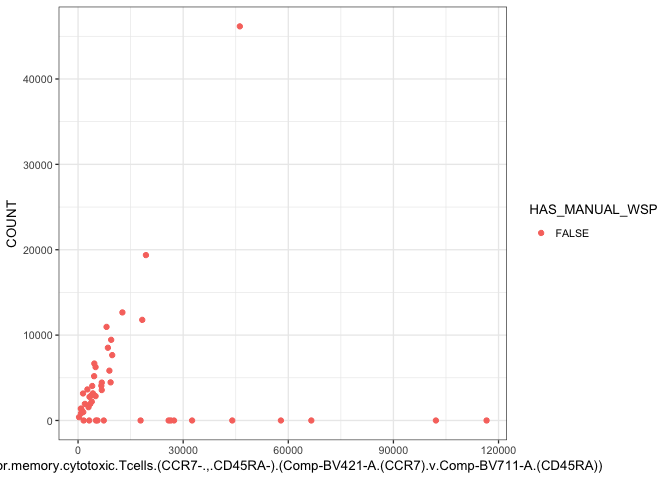 40000
30000
20000
10000
0
COUNT
0 30000 60000 90000 120000
.memory.cytotoxic.Tcells.(CCR7-.,.CD45RA-).(Comp-BV421-A.(CCR7).v.Comp-BV711-A.(CD45RA))
HAS_MANUAL_WSP
FALSE